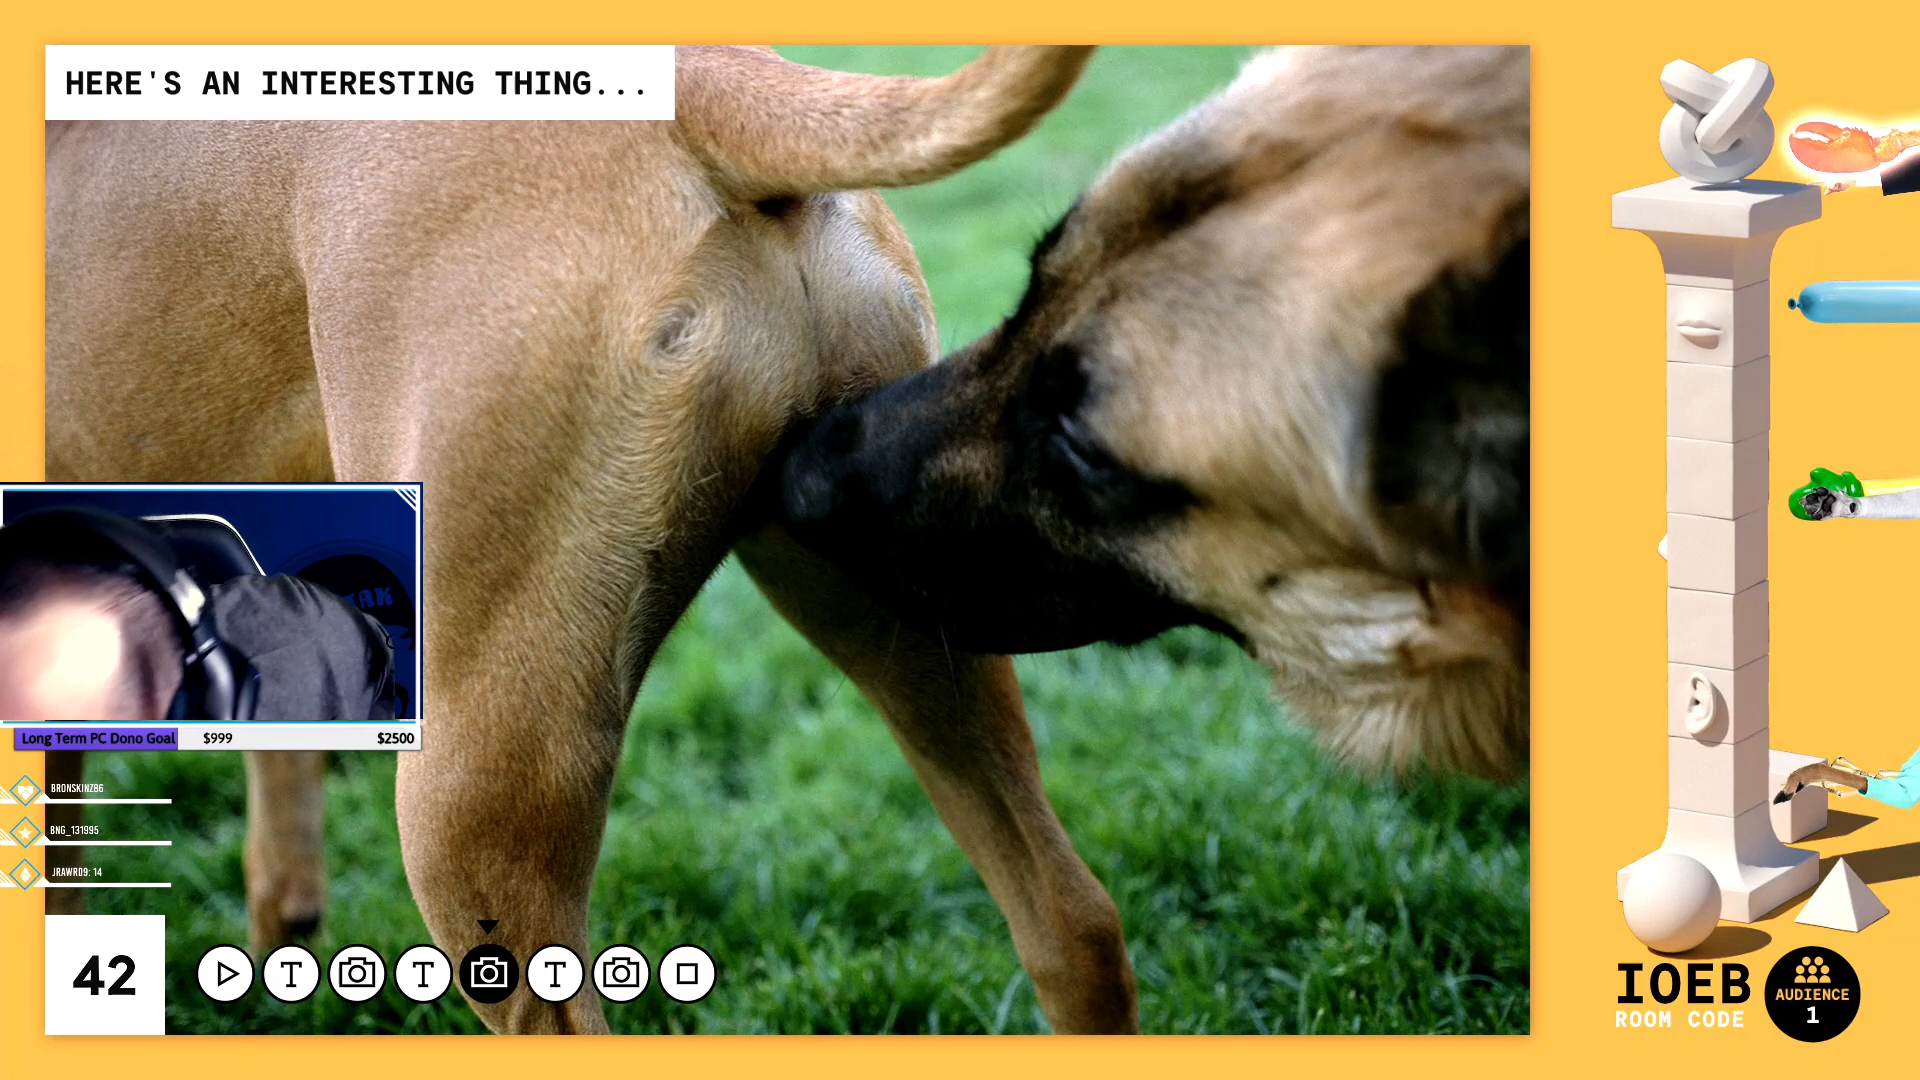 HERE'S AN INTERESTING THING...
Long Term PC Dono Goal $999 $2500
BRONSKINZ86
BNG_131995
JRAWRD9: 14
42
T T T
IOEB
ROOM CODE
AUDIENCE
1